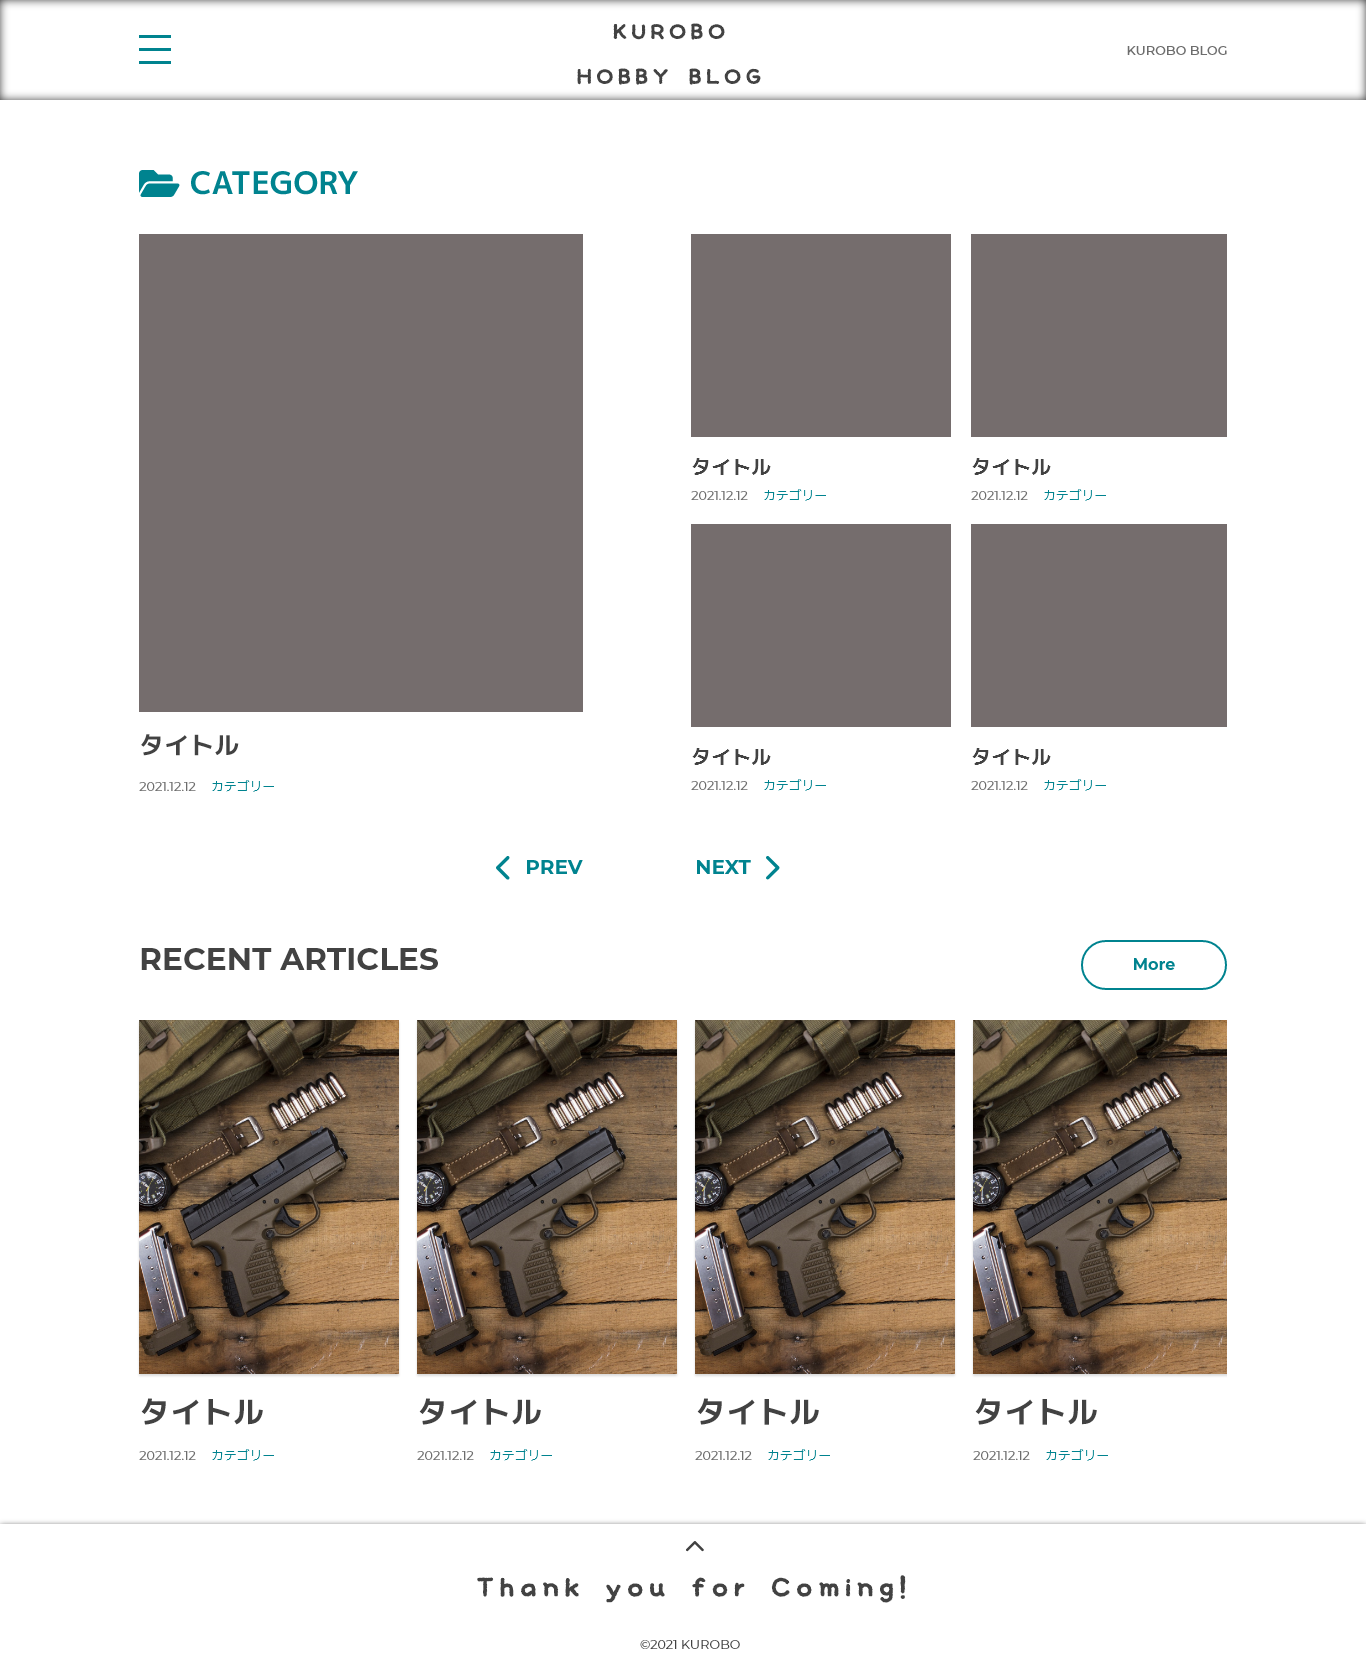 KUROBO
HOBBY BLOG
KUROBO BLOG
CATEGORY
タイトル
2021.12.12 カテゴリー
タイトル
2021.12.12 カテゴリー
タイトル
2021.12.12 カテゴリー
タイトル
2021.12.12 カテゴリー
タイトル
2021.12.12 カテゴリー
PREV
NEXT
RECENT ARTICLES
More
タイトル
2021.12.12 カテゴリー
タイトル
2021.12.12 カテゴリー
タイトル
2021.12.12 カテゴリー
タイトル
2021.12.12 カテゴリー
Thank you for Coming!
©2021 KUROBO